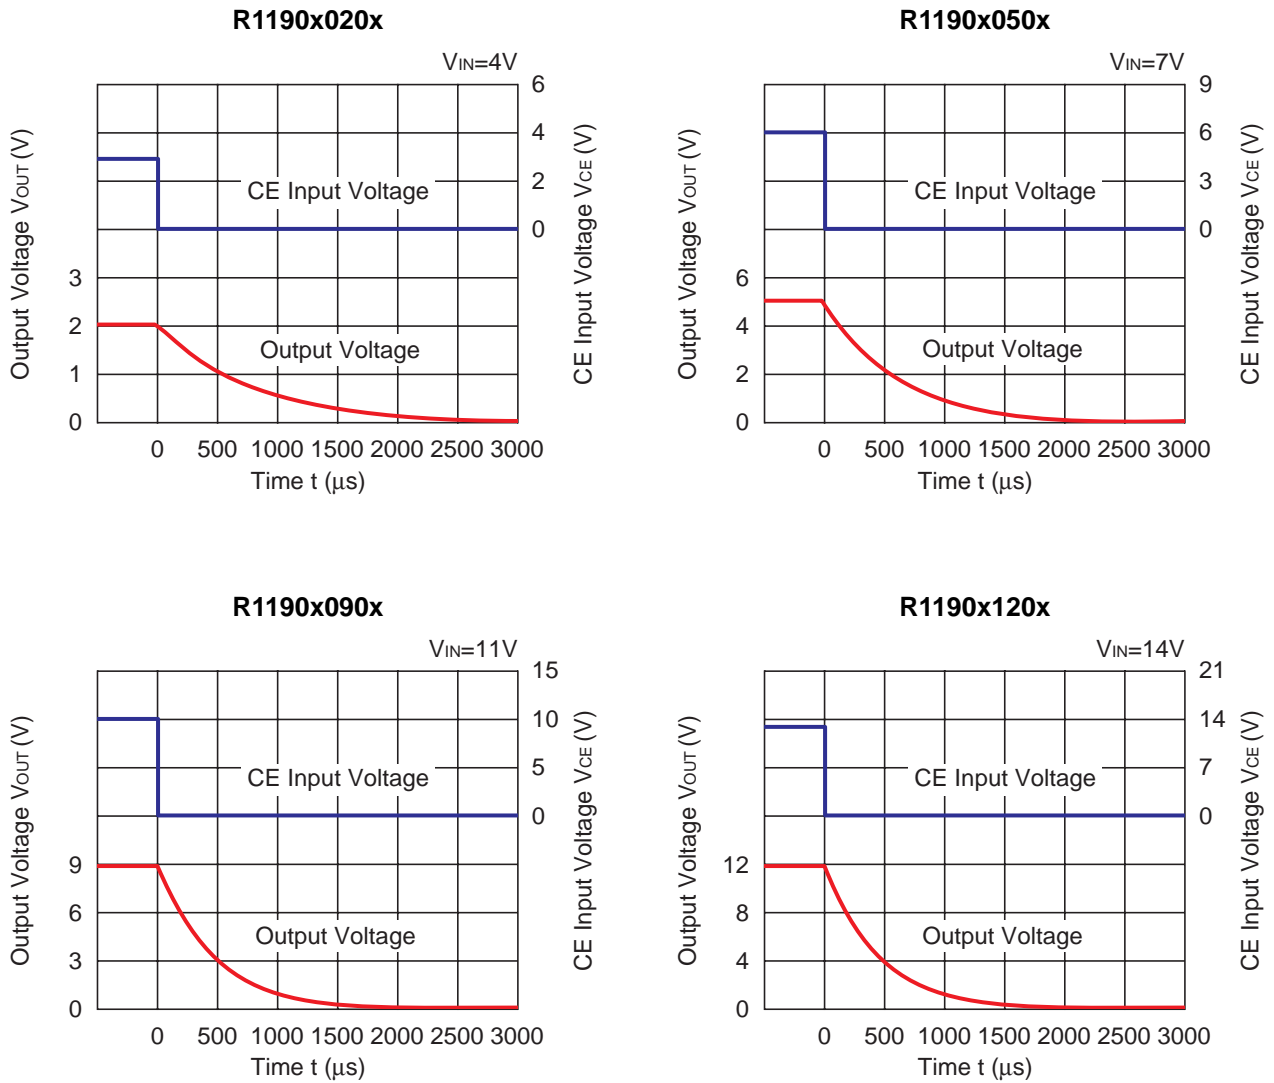 R1190x020x
VIN=4V
Output Voltage VOUT (V)
CE Input Voltage VCE (V)
6
4
2
0
3
2
1
0
CE Input Voltage
Output Voltage
0 500 1000 1500 2000 2500 3000
Time t (μs)
R1190x050x
VIN=7V
Output Voltage VOUT (V)
CE Input Voltage VCE (V)
9
6
3
0
6
4
2
0
CE Input Voltage
Output Voltage
0 500 1000 1500 2000 2500 3000
Time t (μs)
R1190x090x
VIN=11V
Output Voltage VOUT (V)
CE Input Voltage VCE (V)
15
10
5
0
9
6
3
0
CE Input Voltage
Output Voltage
0 500 1000 1500 2000 2500 3000
Time t (μs)
R1190x120x
VIN=14V
Output Voltage VOUT (V)
CE Input Voltage VCE (V)
21
14
7
0
12
8
4
0
CE Input Voltage
Output Voltage
0 500 1000 1500 2000 2500 3000
Time t (μs)